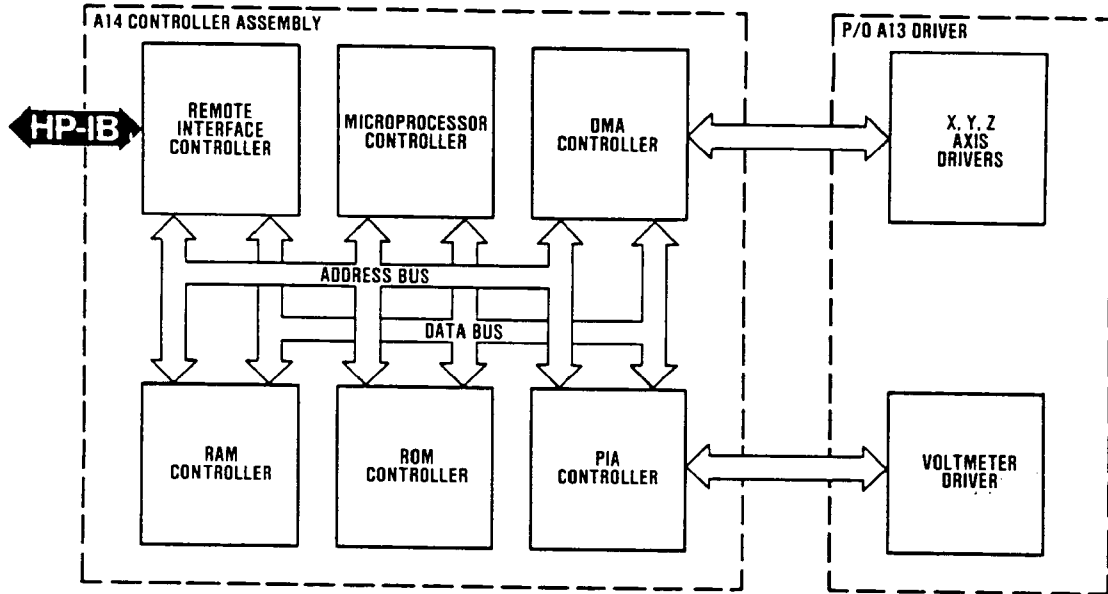 A14 CONTROLLER ASSEMBLY
P/O A13 DRIVER
HP-IB
REMOTE
INTERFACE
CONTROLLER
MICROPROCESSOR
CONTROLLER
DMA
CONTROLLER
X, Y, Z
AXIS
DRIVERS
ADDRESS BUS
DATA BUS
RAM
CONTROLLER
ROM
CONTROLLER
PIA
CONTROLLER
VOLTMETER
DRIVER